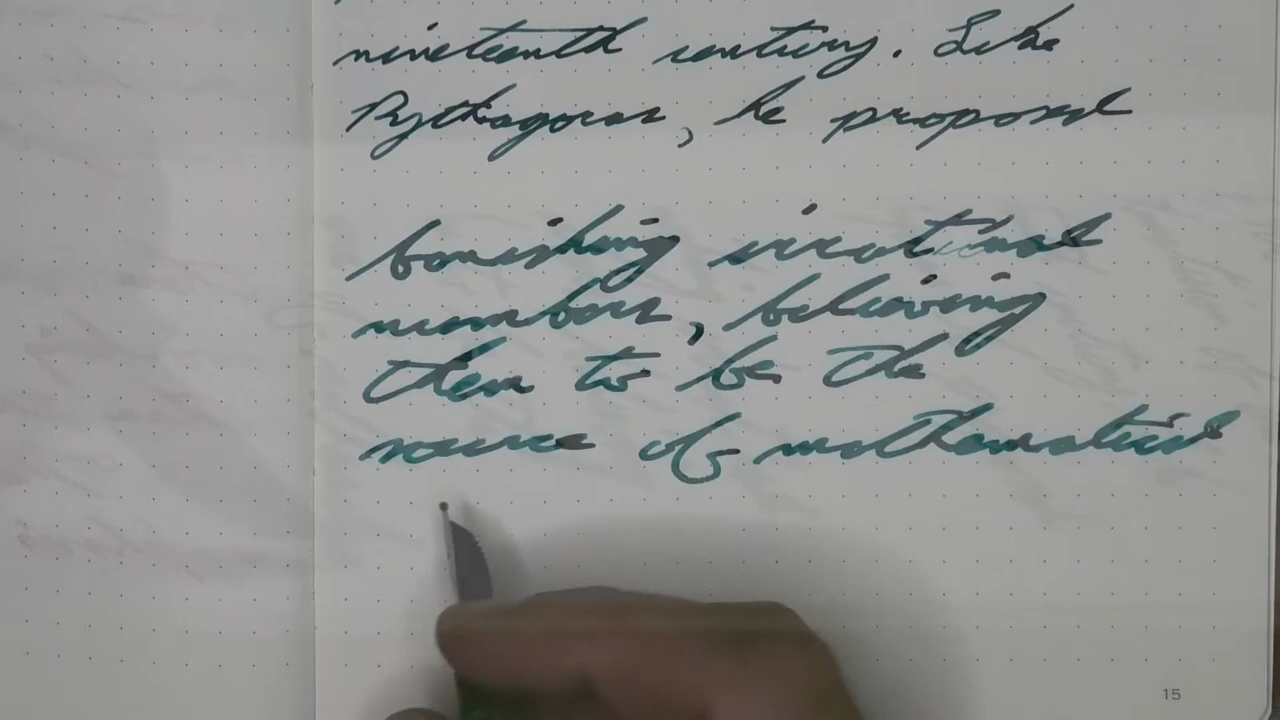 nineteenth century. Like
Pythagoras, he proposed
banishing irrational
numbers, believing
them to be the
source of mathematical
15